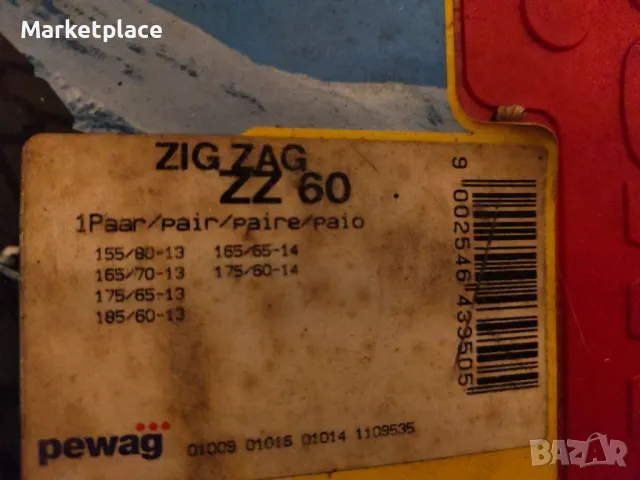 Marketplace
ZIG ZAG
ZZ 60
1Paar/pair/paire/paio
155/80-13 165/65-14
165/70-13 175/60-14
175/65-13
185/60-13
pewag
01009 01015 01014 1109535
9 002546 439505
BAZAR